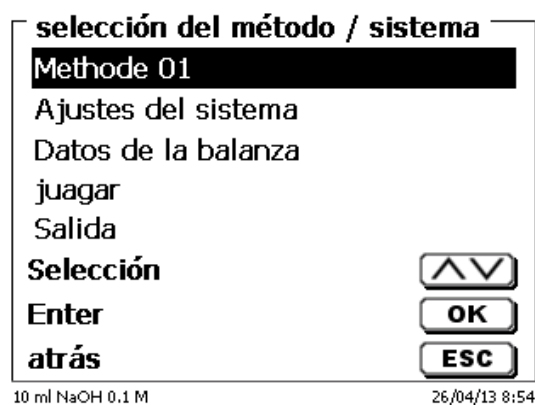 selección del método / sistema
Methode 01
Ajustes del sistema
Datos de la balanza
juagar
Salida
Selección
Enter OK
atrás ESC
10 ml NaOH 0.1 M 26/04/13 8:54